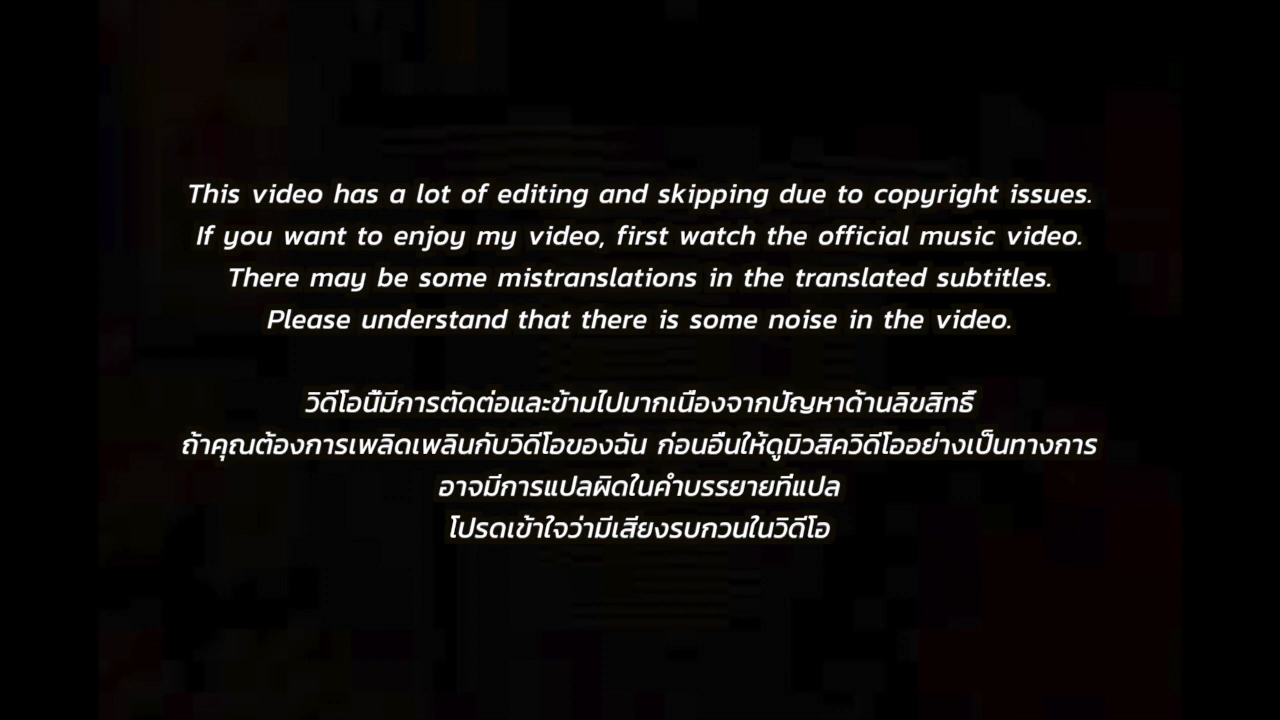 This video has a lot of editing and skipping due to copyright issues.
If you want to enjoy my video, first watch the official music video.
There may be some mistranslations in the translated subtitles.
Please understand that there is some noise in the video.
วิดีโอนี้มีการตัดต่อและข้ามไปมากเนื่องจากปัญหาด้านลิขสิทธิ์
ถ้าคุณต้องการเพลิดเพลินกับวิดีโอของฉัน ก่อนอื่นให้ดูมิวสิควิดีโออย่างเป็นทางการ
อาจมีการแปลผิดในคำบรรยายที่แปล
โปรดเข้าใจว่ามีเสียงรบกวนในวิดีโอ